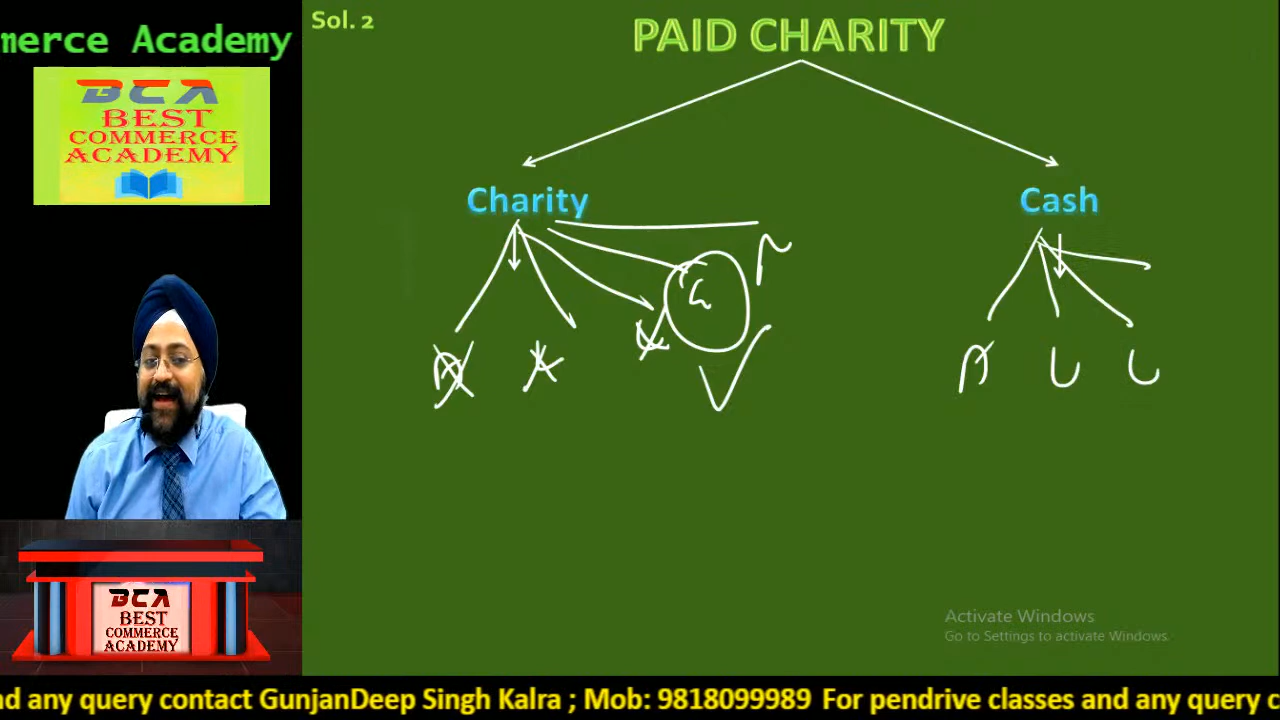 merce Academy
Sol. 2
PAID CHARITY
BCA
BEST
COMMERCE
ACADEMY
Charity
Cash
BCA
BEST
COMMERCE
ACADEMY
Activate Windows
Go to Settings to activate Windows.
nd any query contact GunjanDeep Singh Kalra ; Mob: 9818099989 For pendrive classes and any query c